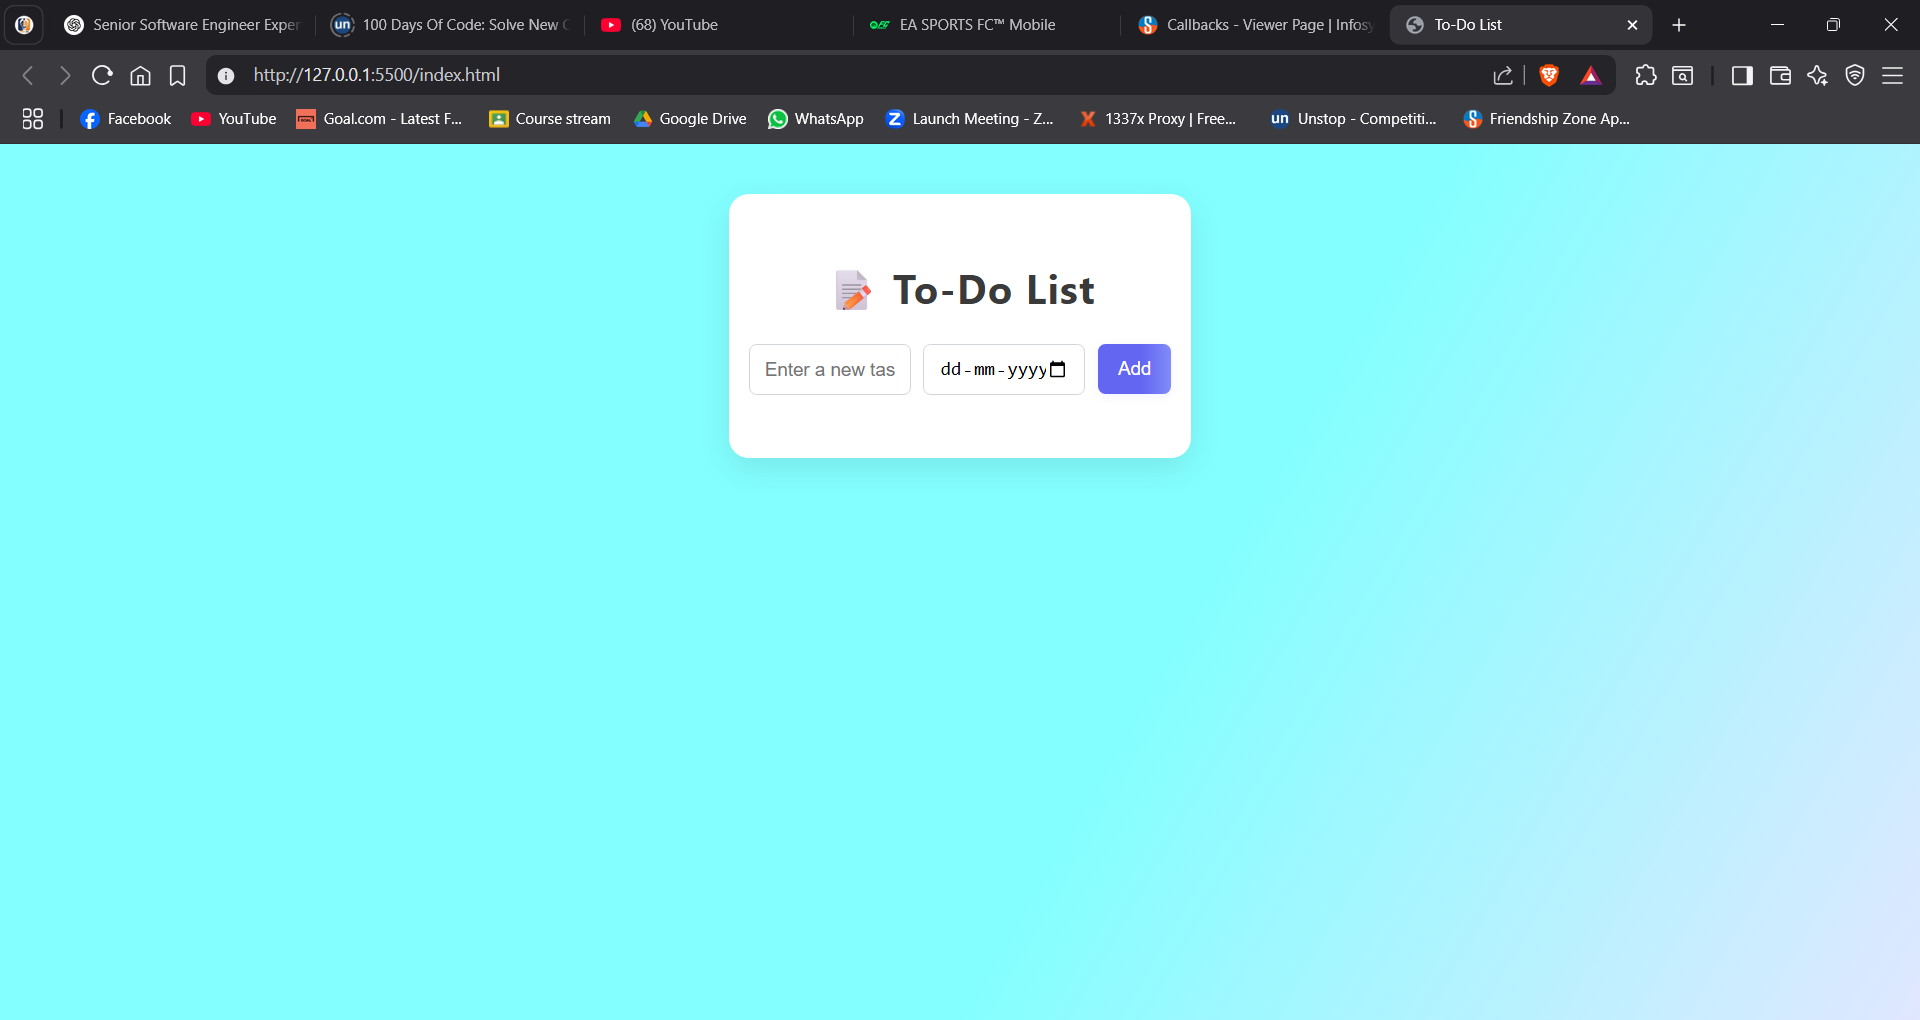 Senior Software Engineer Exper
100 Days Of Code: Solve New C
(68) YouTube
EA SPORTS FC™ Mobile
Callbacks - Viewer Page | Infosy
To-Do List
http://127.0.0.1:5500/index.html
Facebook
YouTube
Goal.com - Latest F...
Course stream
Google Drive
WhatsApp
Launch Meeting - Z...
1337x Proxy | Free...
un
Unstop - Competiti...
Friendship Zone Ap...
To-Do List
Enter a new tas
dd-mm-yyyy
Add